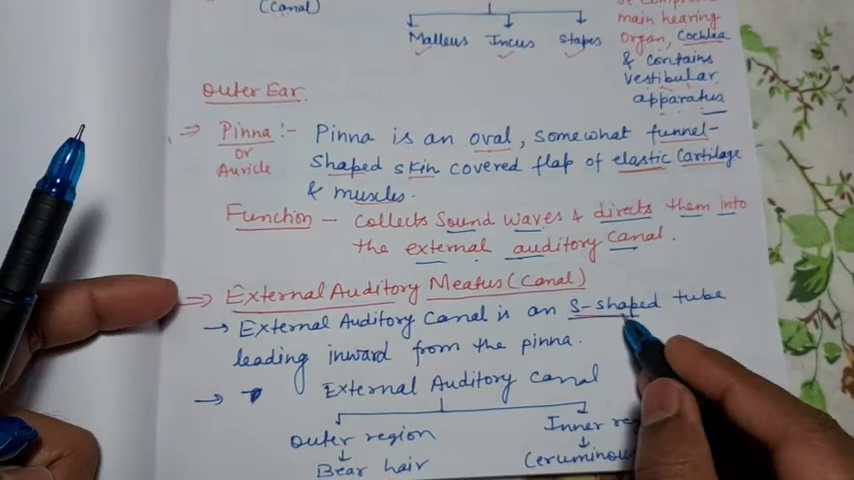 (Canal)
Malleus Incus Stapes
main hearing
Organ, Cochlea
& contains
vestibular
apparatus
Outer Ear
⇒ Pinna :- Pinna is an oval, somewhat funnel-
or
Auricle
shaped skin covered flap of elastic Cartilage
& muscles.
Function - collects Sound waves & directs them into
the external auditory Canal.
⇒ External Auditory Meatus (Canal)
→ External Auditory Canal is an S-shaped tube
leading inward from the pinna.
→ External Auditory canal
Outer region Inner
Bear hair